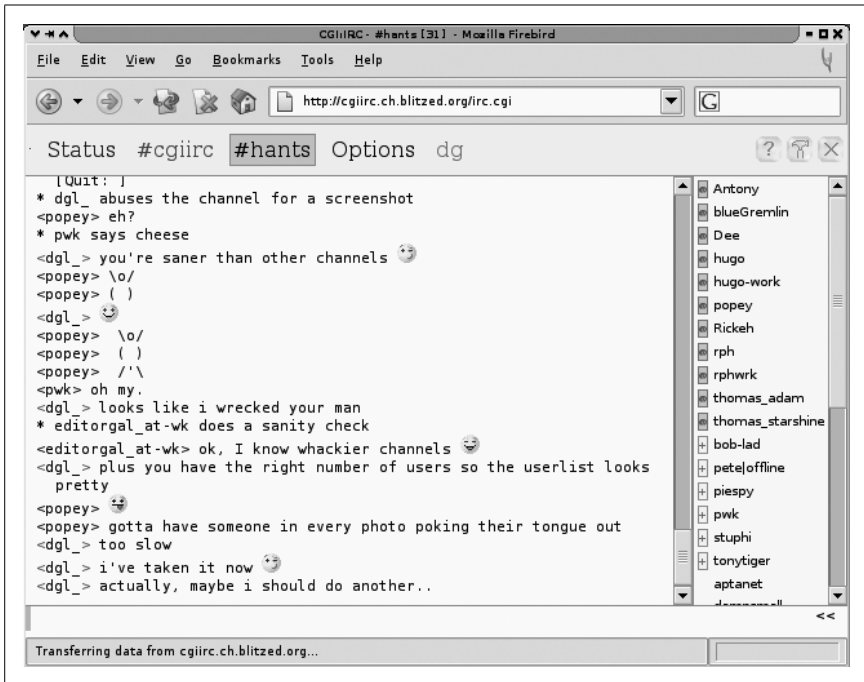 CGI:IRC - #hants [31] - Mozilla Firebird
File Edit View Go Bookmarks Tools Help
http://cgiirc.ch.blitzed.org/irc.cgi
G
Status #cgiirc #hants Options dg
?
[Quit: ]
* dgl_ abuses the channel for a screenshot
<popey> eh?
* pwk says cheese
<dgl_> you're saner than other channels
<popey> \o/
<popey> ( )
<dgl_>
<popey> \o/
<popey> ( )
<popey> /'\
<pwk> oh my.
<dgl_> looks like i wrecked your man
* editorgal_at-wk does a sanity check
<editorgal_at-wk> ok, I know whackier channels
<dgl_> plus you have the right number of users so the userlist looks
pretty
<popey>
<popey> gotta have someone in every photo poking their tongue out
<dgl_> too slow
<dgl_> i've taken it now
<dgl_> actually, maybe i should do another..
Antony
blueGremlin
Dee
hugo
hugo-work
popey
Rickeh
rph
rphwrk
thomas_adam
thomas_starshine
+ bob-lad
+ pete|offline
+ piespy
+ pwk
+ stuphi
+ tonytiger
aptanet
<<
Transferring data from cgiirc.ch.blitzed.org...